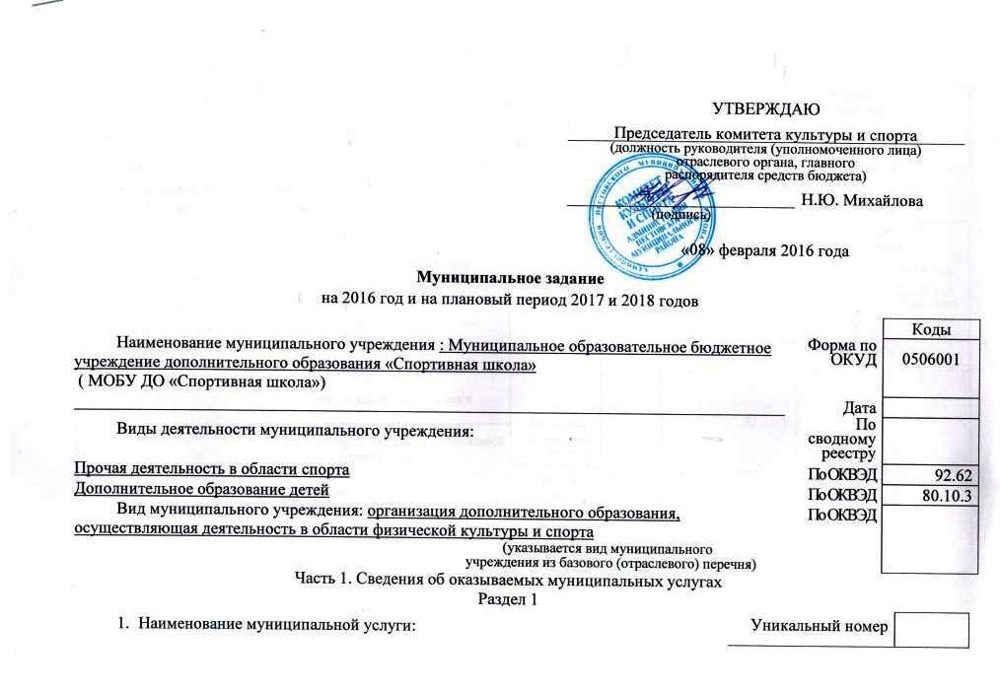 УТВЕРЖДАЮ
Председатель комитета культуры и спорта
(должность руководителя (уполномоченного лица)
отраслевого органа, главного
распорядителя средств бюджета)
Н.Ю. Михайлова
(подпись)
КОМИТЕТ
КУЛЬТУРЫ
И СПОРТА
АДМИНИСТРАЦИИ
ПЕСТОВСКОГО
МУНИЦИПАЛЬНОГО
РАЙОНА
«08» февраля 2016 года
Муниципальное задание
на 2016 год и на плановый период 2017 и 2018 годов
Коды
Наименование муниципального учреждения : Муниципальное образовательное бюджетное
учреждение дополнительного образования «Спортивная школа»
( МОБУ ДО «Спортивная школа»)
Форма по
ОКУД 0506001
Дата
Виды деятельности муниципального учреждения:
По
сводному
реестру
Прочая деятельность в области спорта По ОКВЭД 92.62
Дополнительное образование детей По ОКВЭД 80.10.3
Вид муниципального учреждения: организация дополнительного образования, По ОКВЭД
осуществляющая деятельность в области физической культуры и спорта
(указывается вид муниципального
учреждения из базового (отраслевого) перечня)
Часть 1. Сведения об оказываемых муниципальных услугах
Раздел 1
1. Наименование муниципальной услуги: Уникальный номер